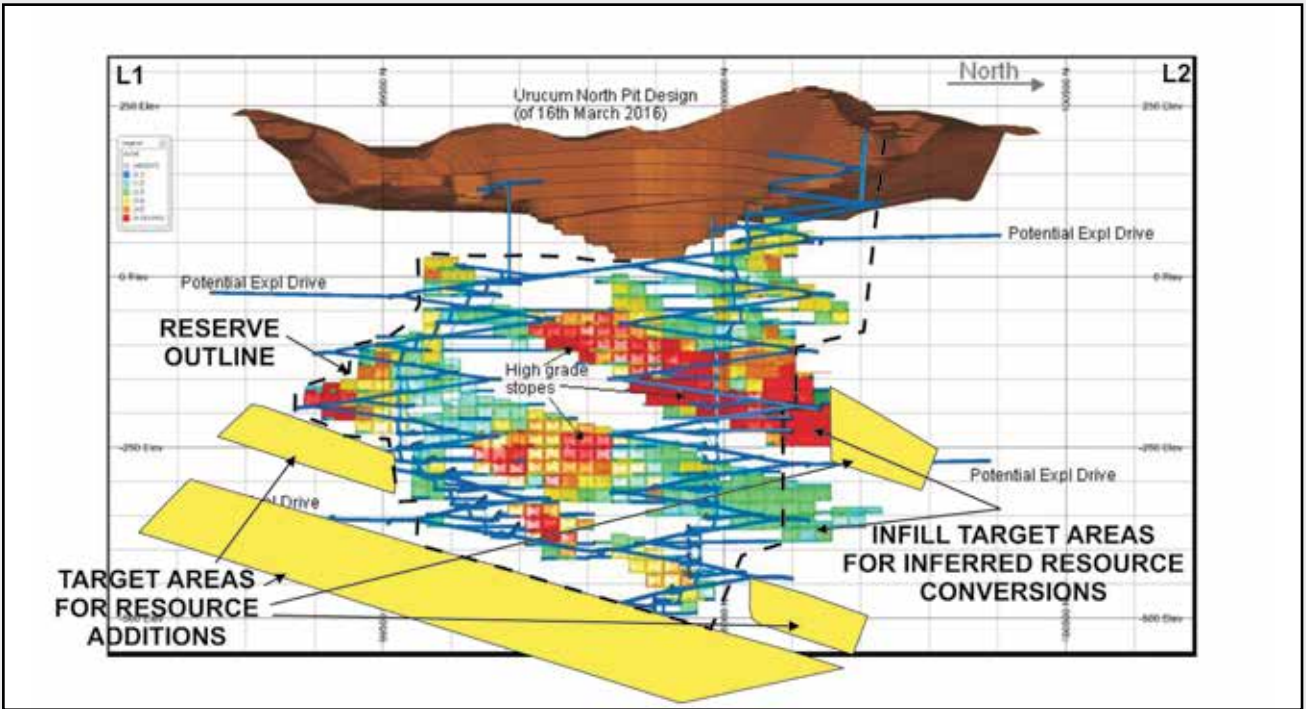 L1
North
L2
250 Elev
Urucum North Pit Design
(of 16th March 2016)
250 Elev
Potential Expl Drive
0 Elev
0 Elev
Potential Expl Drive
RESERVE
OUTLINE
High grade
stopes
-250 Elev
-250 Elev
Potential Expl Drive
Drive
INFILL TARGET AREAS
FOR INFERRED RESOURCE
CONVERSIONS
TARGET AREAS
FOR RESOURCE
ADDITIONS
-500 Elev